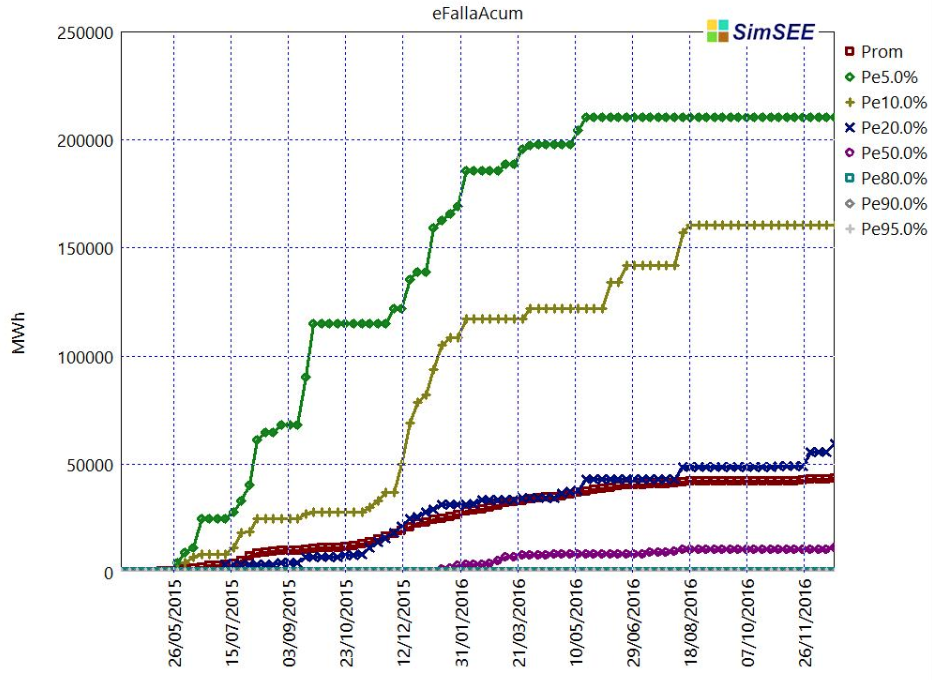 eFallaAcum
SimSEE
250000
200000
150000
100000
50000
0
MWh
Prom
Pe5.0%
Pe10.0%
Pe20.0%
Pe50.0%
Pe80.0%
Pe90.0%
Pe95.0%
26/05/2015
15/07/2015
03/09/2015
23/10/2015
12/12/2015
31/01/2016
21/03/2016
10/05/2016
29/06/2016
18/08/2016
07/10/2016
26/11/2016